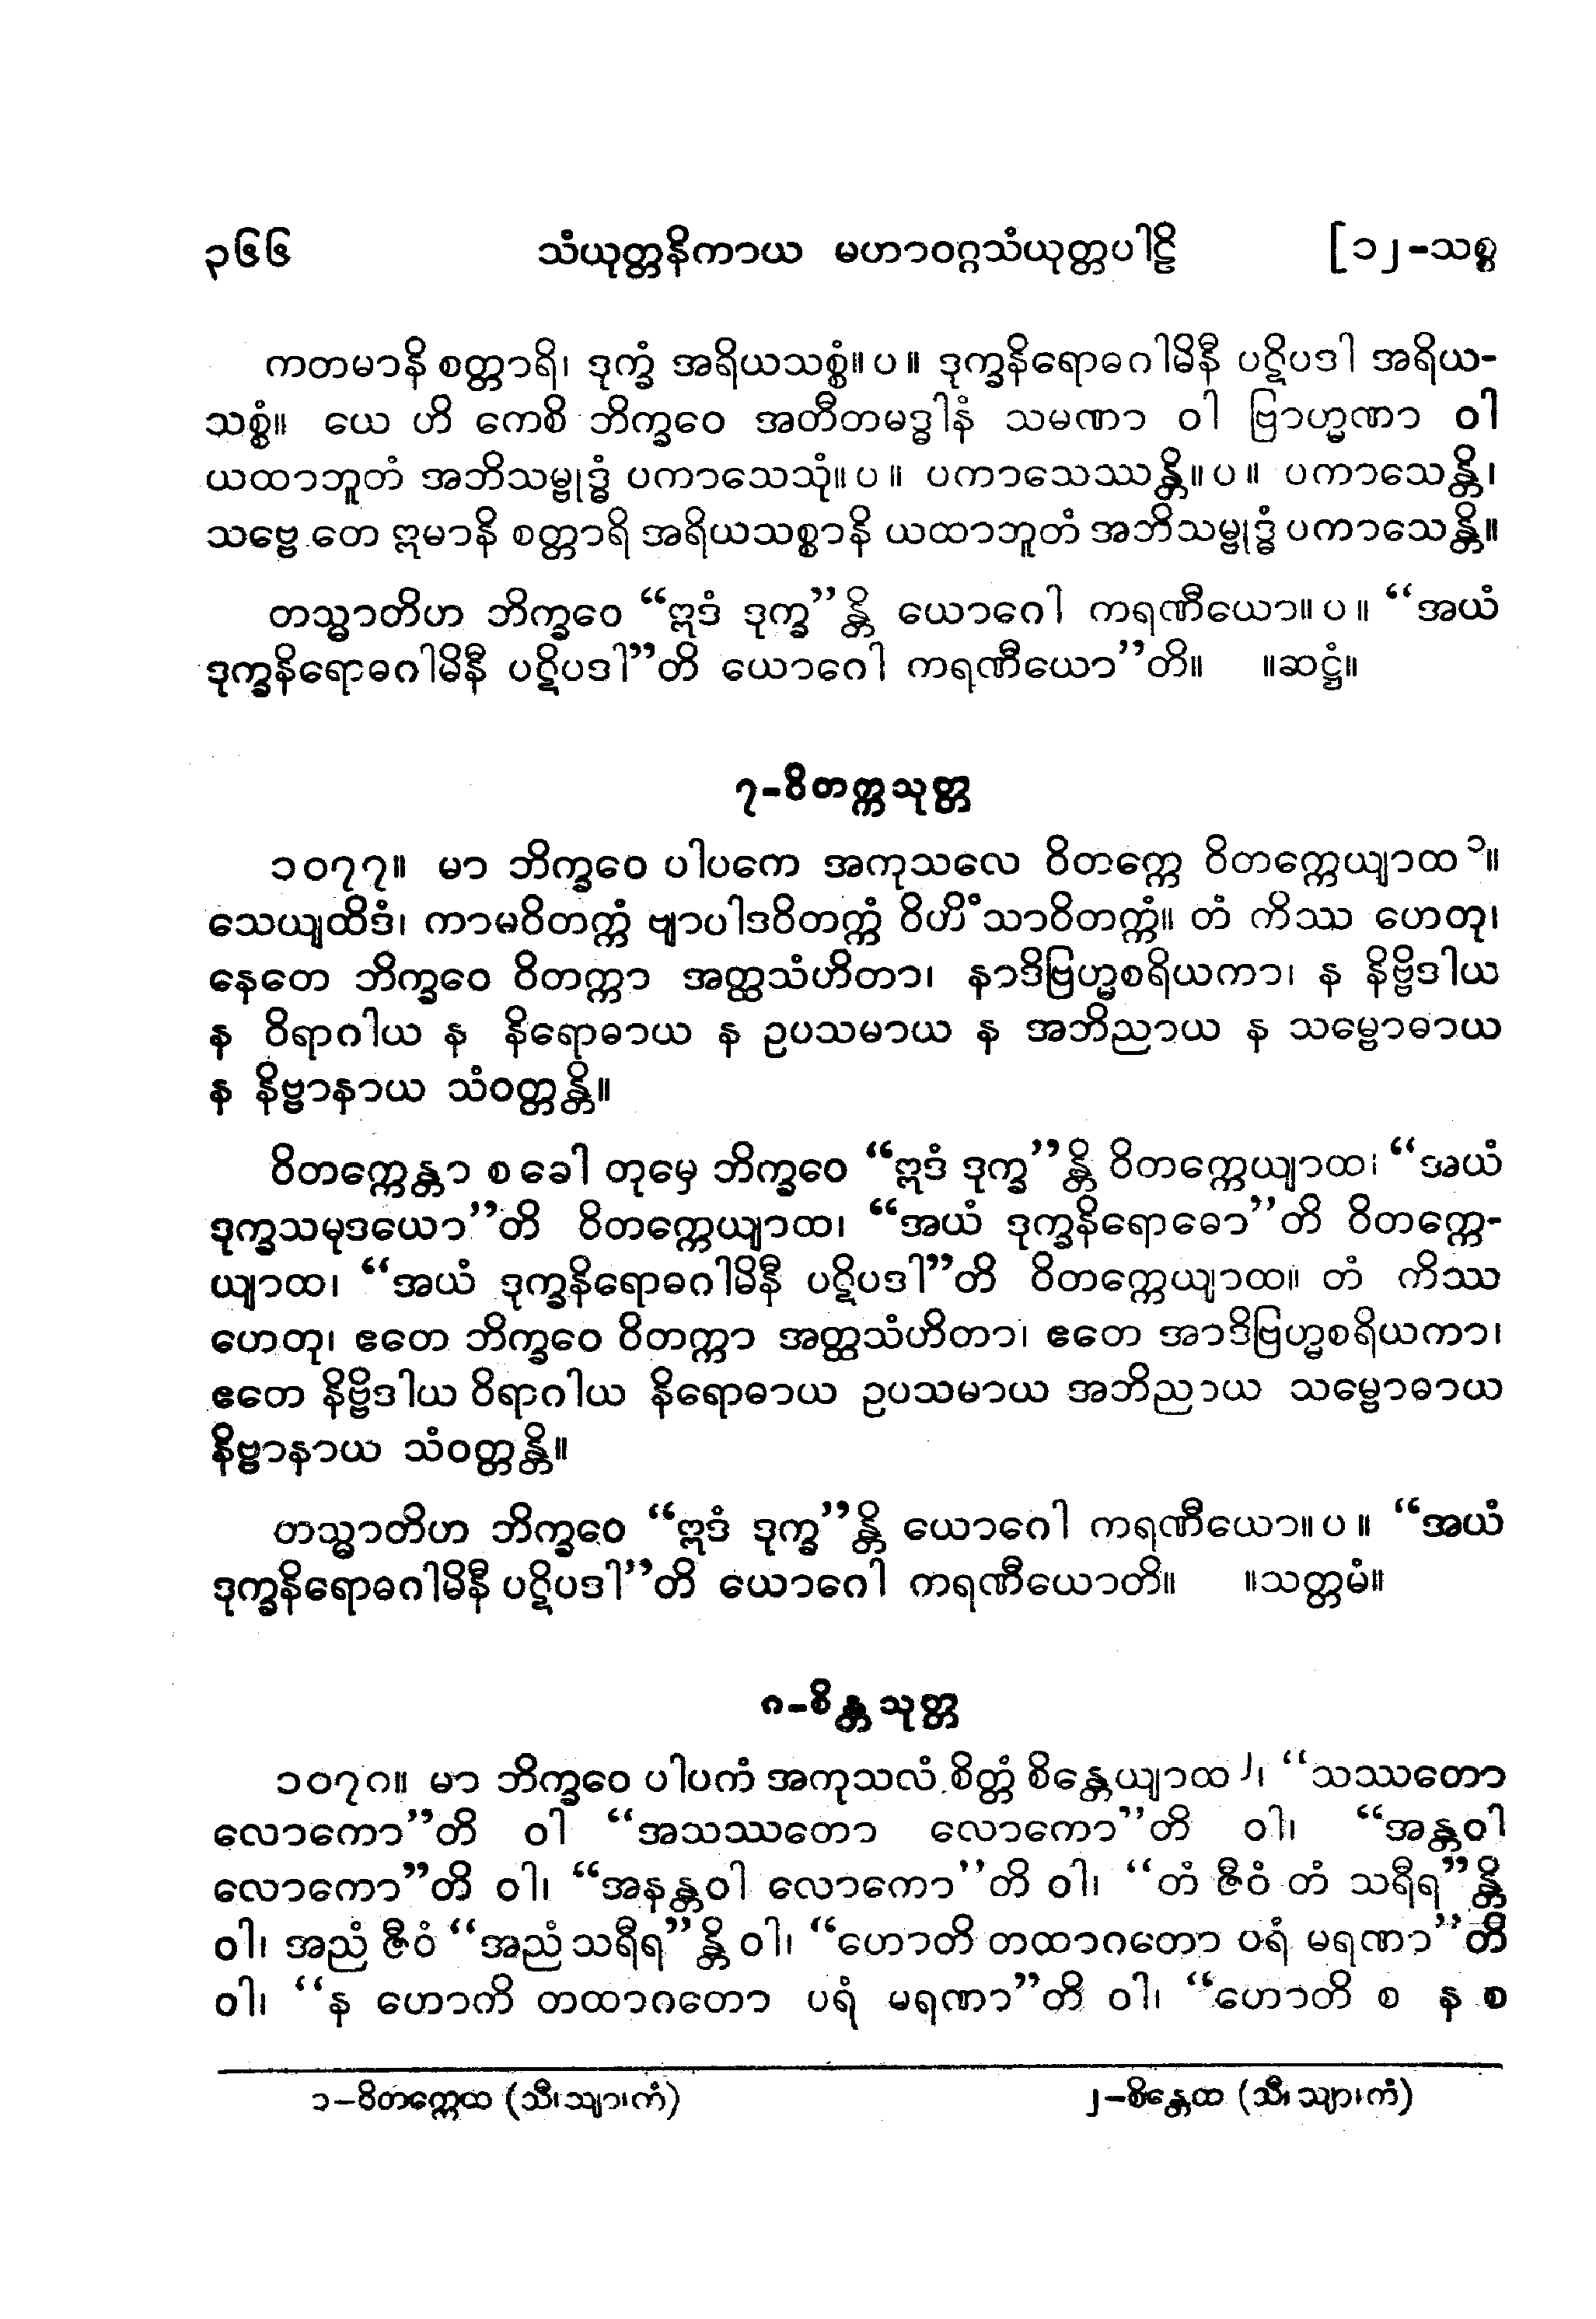 ၃၆၆ သံယုတ္တနိကာယ မဟာဝဂ္ဂသံယုတ္တပါဠိ [၁၂-သစ္စ
ကတမာနိ စတ္တာရိ၊ ဒုက္ခံ အရိယသစ္စံ။ပ။ ဒုက္ခနိရောဓဂါမိနီ ပဋိပဒါ အရိယ-
သစ္စံ။ ယေ ဟိ ကေစိ ဘိက္ခဝေ အတီတမဒ္ဓါနံ သမဏာ ဝါ ဗြာဟ္မဏာ ဝါ
ယထာဘူတံ အဘိသမ္ဗုဒ္ဓံ ပကာသေသုံ။ပ။ ပကာသေဿန္တိ။ပ။ ပကာသေန္တိ၊
သဗ္ဗေ တေ ဣမာနိ စတ္တာရိ အရိယသစ္စာနိ ယထာဘူတံ အဘိသမ္ဗုဒ္ဓံ ပကာသေန္တိ။
တသ္မာတိဟ ဘိက္ခဝေ “ဣဒံ ဒုက္ခ”န္တိ ယောဂေါ ကရဏီယော။ပ။ “အယံ
ဒုက္ခနိရောဓဂါမိနီ ပဋိပဒါ”တိ ယောဂေါ ကရဏီယော”တိ။ ။ဆဋ္ဌံ။
၇-ဝိတက္ကသုတ္တ
၁၀၇၇။ မာ ဘိက္ခဝေ ပါပကေ အကုသလေ ဝိတက္ကေ ဝိတက္ကေယျာထ ၁။
သေယျထိဒံ၊ ကာမဝိတက္ကံ ဗျာပါဒဝိတက္ကံ ဝိဟိံသာဝိတက္ကံ။ တံ ကိဿ ဟေတု၊
နေတေ ဘိက္ခဝေ ဝိတက္ကာ အတ္ထသံဟိတာ၊ နာဒိဗြဟ္မစရိယကာ၊ န နိဗ္ဗိဒါယ
န ဝိရာဂါယ န နိရောဓာယ န ဥပသမာယ န အဘိညာယ န သမ္ဗောဓာယ
န နိဗ္ဗာနာယ သံဝတ္တန္တိ။
ဝိတက္ကေန္တာ စ ခေါ တုမှေ ဘိက္ခဝေ “ဣဒံ ဒုက္ခ”န္တိ ဝိတက္ကေယျာထ၊ “အယံ
ဒုက္ခသမုဒယော”တိ ဝိတက္ကေယျာထ၊ “အယံ ဒုက္ခနိရောဓော”တိ ဝိတက္ကေ-
ယျာထ၊ “အယံ ဒုက္ခနိရောဓဂါမိနီ ပဋိပဒါ”တိ ဝိတက္ကေယျာထ။ တံ ကိဿ
ဟေတု၊ ဧတေ ဘိက္ခဝေ ဝိတက္ကာ အတ္ထသံဟိတာ၊ ဧတေ အာဒိဗြဟ္မစရိယကာ၊
ဧတေ နိဗ္ဗိဒါယ ဝိရာဂါယ နိရောဓာယ ဥပသမာယ အဘိညာယ သမ္ဗောဓာယ
နိဗ္ဗာနာယ သံဝတ္တန္တိ။
တသ္မာတိဟ ဘိက္ခဝေ “ဣဒံ ဒုက္ခ”န္တိ ယောဂေါ ကရဏီယော။ပ။ “အယံ
ဒုက္ခနိရောဓဂါမိနီ ပဋိပဒါ”တိ ယောဂေါ ကရဏီယောတိ။ ။သတ္တမံ။
၈-စိန္တသုတ္တ
၁၀၇၈။ မာ ဘိက္ခဝေ ပါပကံ အကုသလံ စိတ္တံ စိန္တေယျာထ ၂၊ “သဿတော
လောကော”တိ ဝါ “အသဿတော လောကော”တိ ဝါ၊ “အန္တဝါ
လောကော”တိ ဝါ၊ “အနန္တဝါ လောကော”တိ ဝါ၊ “တံ ဇီဝံ တံ သရီရ”န္တိ
ဝါ၊ အညံ ဇီဝံ “အညံ သရီရ”န္တိ ဝါ၊ “ဟောတိ တထာဂတော ပရံ မရဏာ”တိ
ဝါ၊ “န ဟောကိ တထာဂတော ပရံ မရဏာ”တိ ဝါ၊ “ဟောတိ စ န စ
၁-ဝိတက္ကေထ (သီ၊သျာ၊ကံ) ၂-စိန္တေထ (သီ၊သျာ၊ကံ)